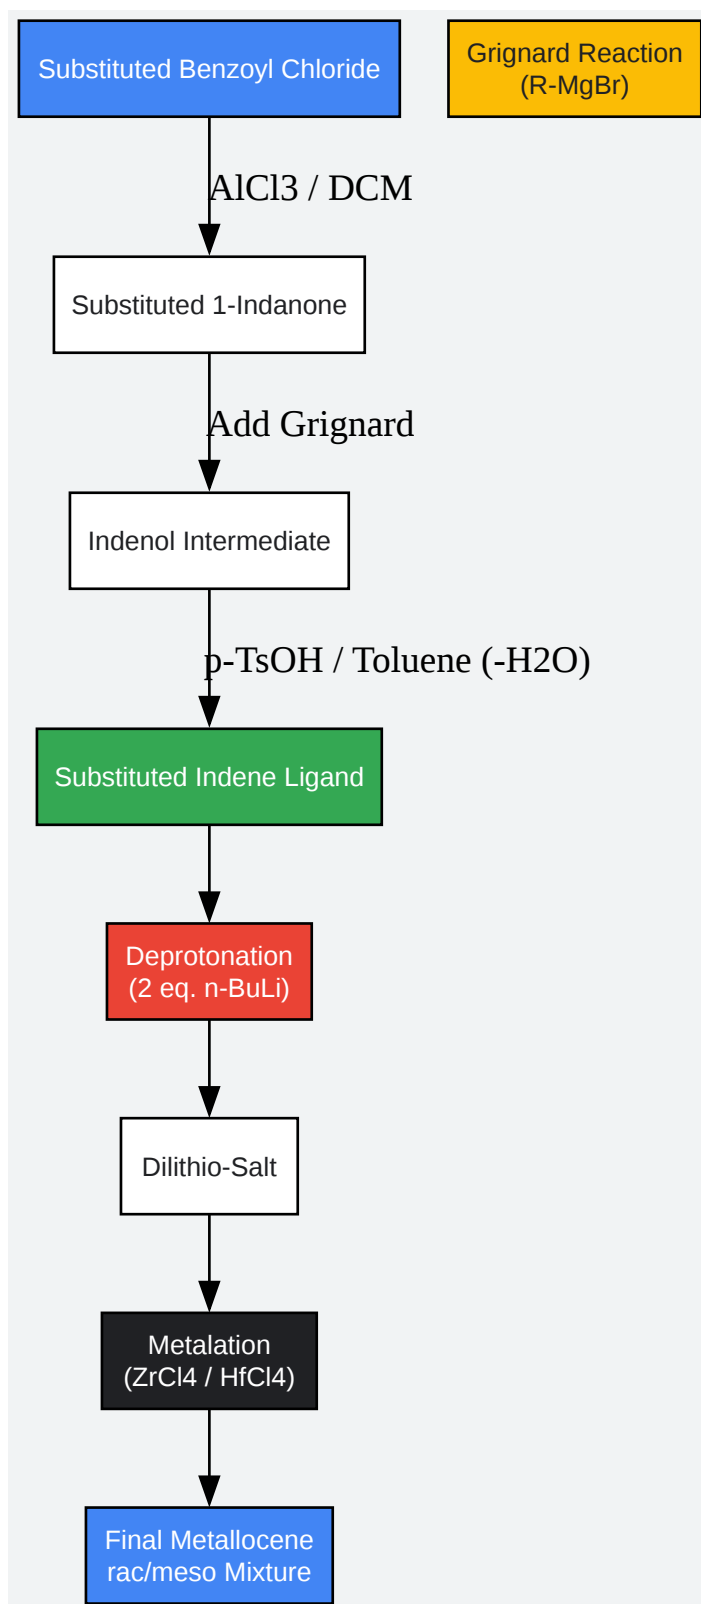 Substituted Benzoyl Chloride
Grignard Reaction
(R-MgBr)
AlCl3 / DCM
Substituted 1-Indanone
Add Grignard
Indenol Intermediate
p-TsOH / Toluene (-H2O)
Substituted Indene Ligand
Deprotonation
(2 eq. n-BuLi)
Dilithio-Salt
Metalation
(ZrCl4 / HfCl4)
Final Metallocene
rac/meso Mixture